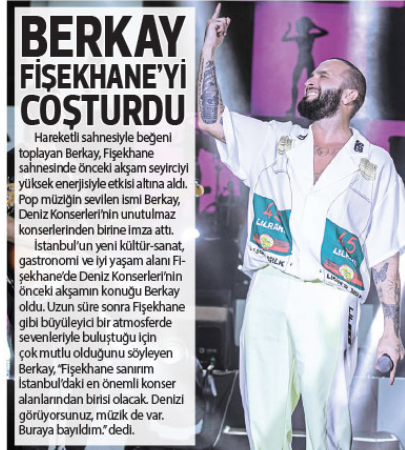 BERKAY
FİŞEKHANE'Yİ
COŞTURDU
Hareketli sahnesiyle beğeni
toplayan Berkay, Fişekhane
sahnesinde önceki akşam seyirciyi
yüksek enerjisiyle etkisi altına aldı.
Pop müziğin sevilen ismi Berkay,
Deniz Konserleri'nin unutulmaz
konserlerinden birine imza attı.
İstanbul'un yeni kültür-sanat,
gastronomi ve iyi yaşam alanı Fi-
şekhane'de Deniz Konserleri'nin
önceki akşamın konuğu Berkay
oldu. Uzun süre sonra Fişekhane
gibi büyüleyici bir atmosferde
sevenleriyle buluştuğu için
çok mutlu olduğunu söyleyen
Berkay, "Fişekhane sanırım
İstanbul'daki en önemli konser
alanlarından birisi olacak. Denizi
görüyorsunuz, müzik de var.
Buraya bayıldım." dedi.